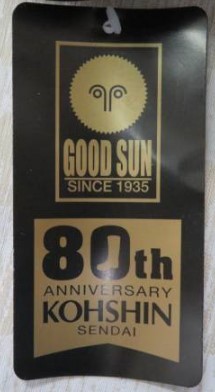 GOOD SUN
SINCE 1935
80th
ANNIVERSARY
KOHSHIN
SENDAI